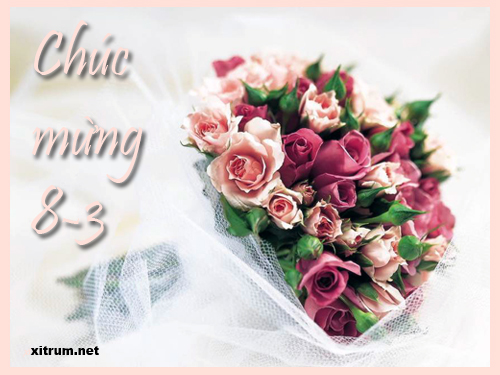 Chúc
mừng
8-3
xitrum.net